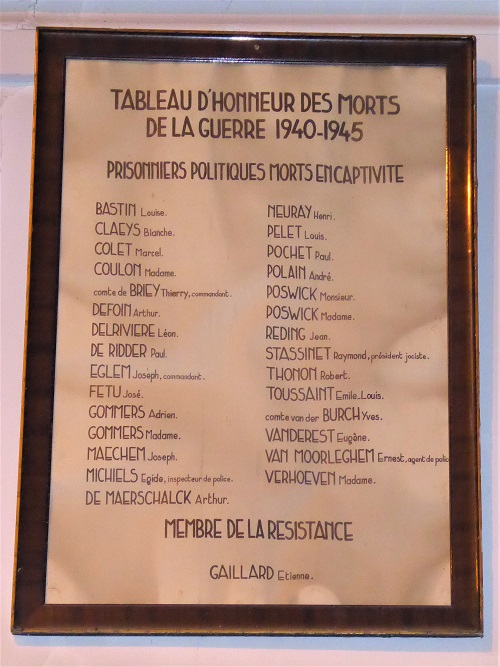 TABLEAU D'HONNEUR DES MORTS
DE LA GUERRE 1940-1945
PRISONNIERS POLITIQUES MORTS EN CAPTIVITE
BASTIN Louise.
CLAEYS Blanche.
COLET Marcel.
COULON Madame.
comte de BRIEY Thierry, commandant.
DEFOIN Arthur.
DELRIVIERE Léon.
DE RIDDER Paul.
EGLEM Joseph, commandant.
FETU José.
GOMMERS Adrien.
GOMMERS Madame.
MAECHEM Joseph.
MICHIELS Egide, inspecteur de police.
DE MAERSCHALCK Arthur.
NEURAY Henri.
PELET Louis.
POCHET Paul.
POLAIN André.
POSWICK Monsieur.
POSWICK Madame.
REDING Jean.
STASSINET Raymond, président jociste.
THONON Robert.
TOUSSAINT Emile-Louis.
comte van der BURCH Yves.
VANDEREST Eugène.
VAN MOORLEGHEM Ernest, agent de polic
VERHOEVEN Madame.
MEMBRE DE LA RESISTANCE
GAILLARD Etienne.